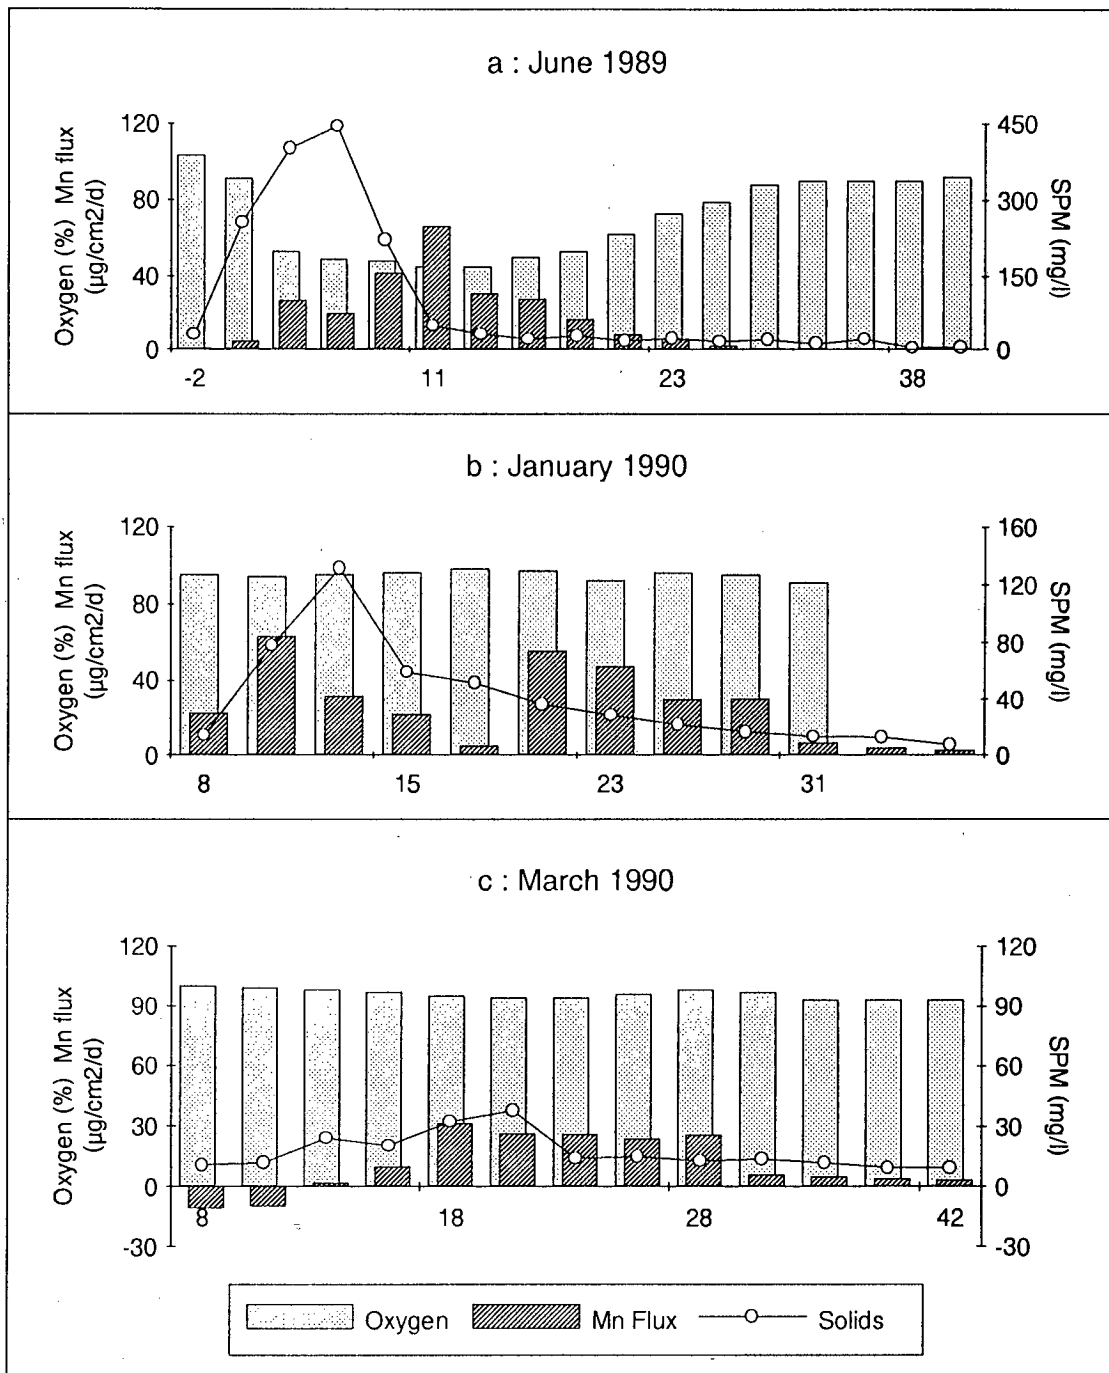 a : June 1989
Oxygen (%) Mn flux
(µg/cm2/d)
120
80
40
0
450
300
150
0
SPM (mg/l)
-2 11 23 38
b : January 1990
Oxygen (%) Mn flux
(µg/cm2/d)
120
80
40
0
160
120
80
40
0
SPM (mg/l)
8 15 23 31
c : March 1990
Oxygen (%) Mn flux
(µg/cm2/d)
120
90
60
30
0
-30
120
90
60
30
0
-30
SPM (mg/l)
8 18 28 42
Oxygen Mn Flux Solids